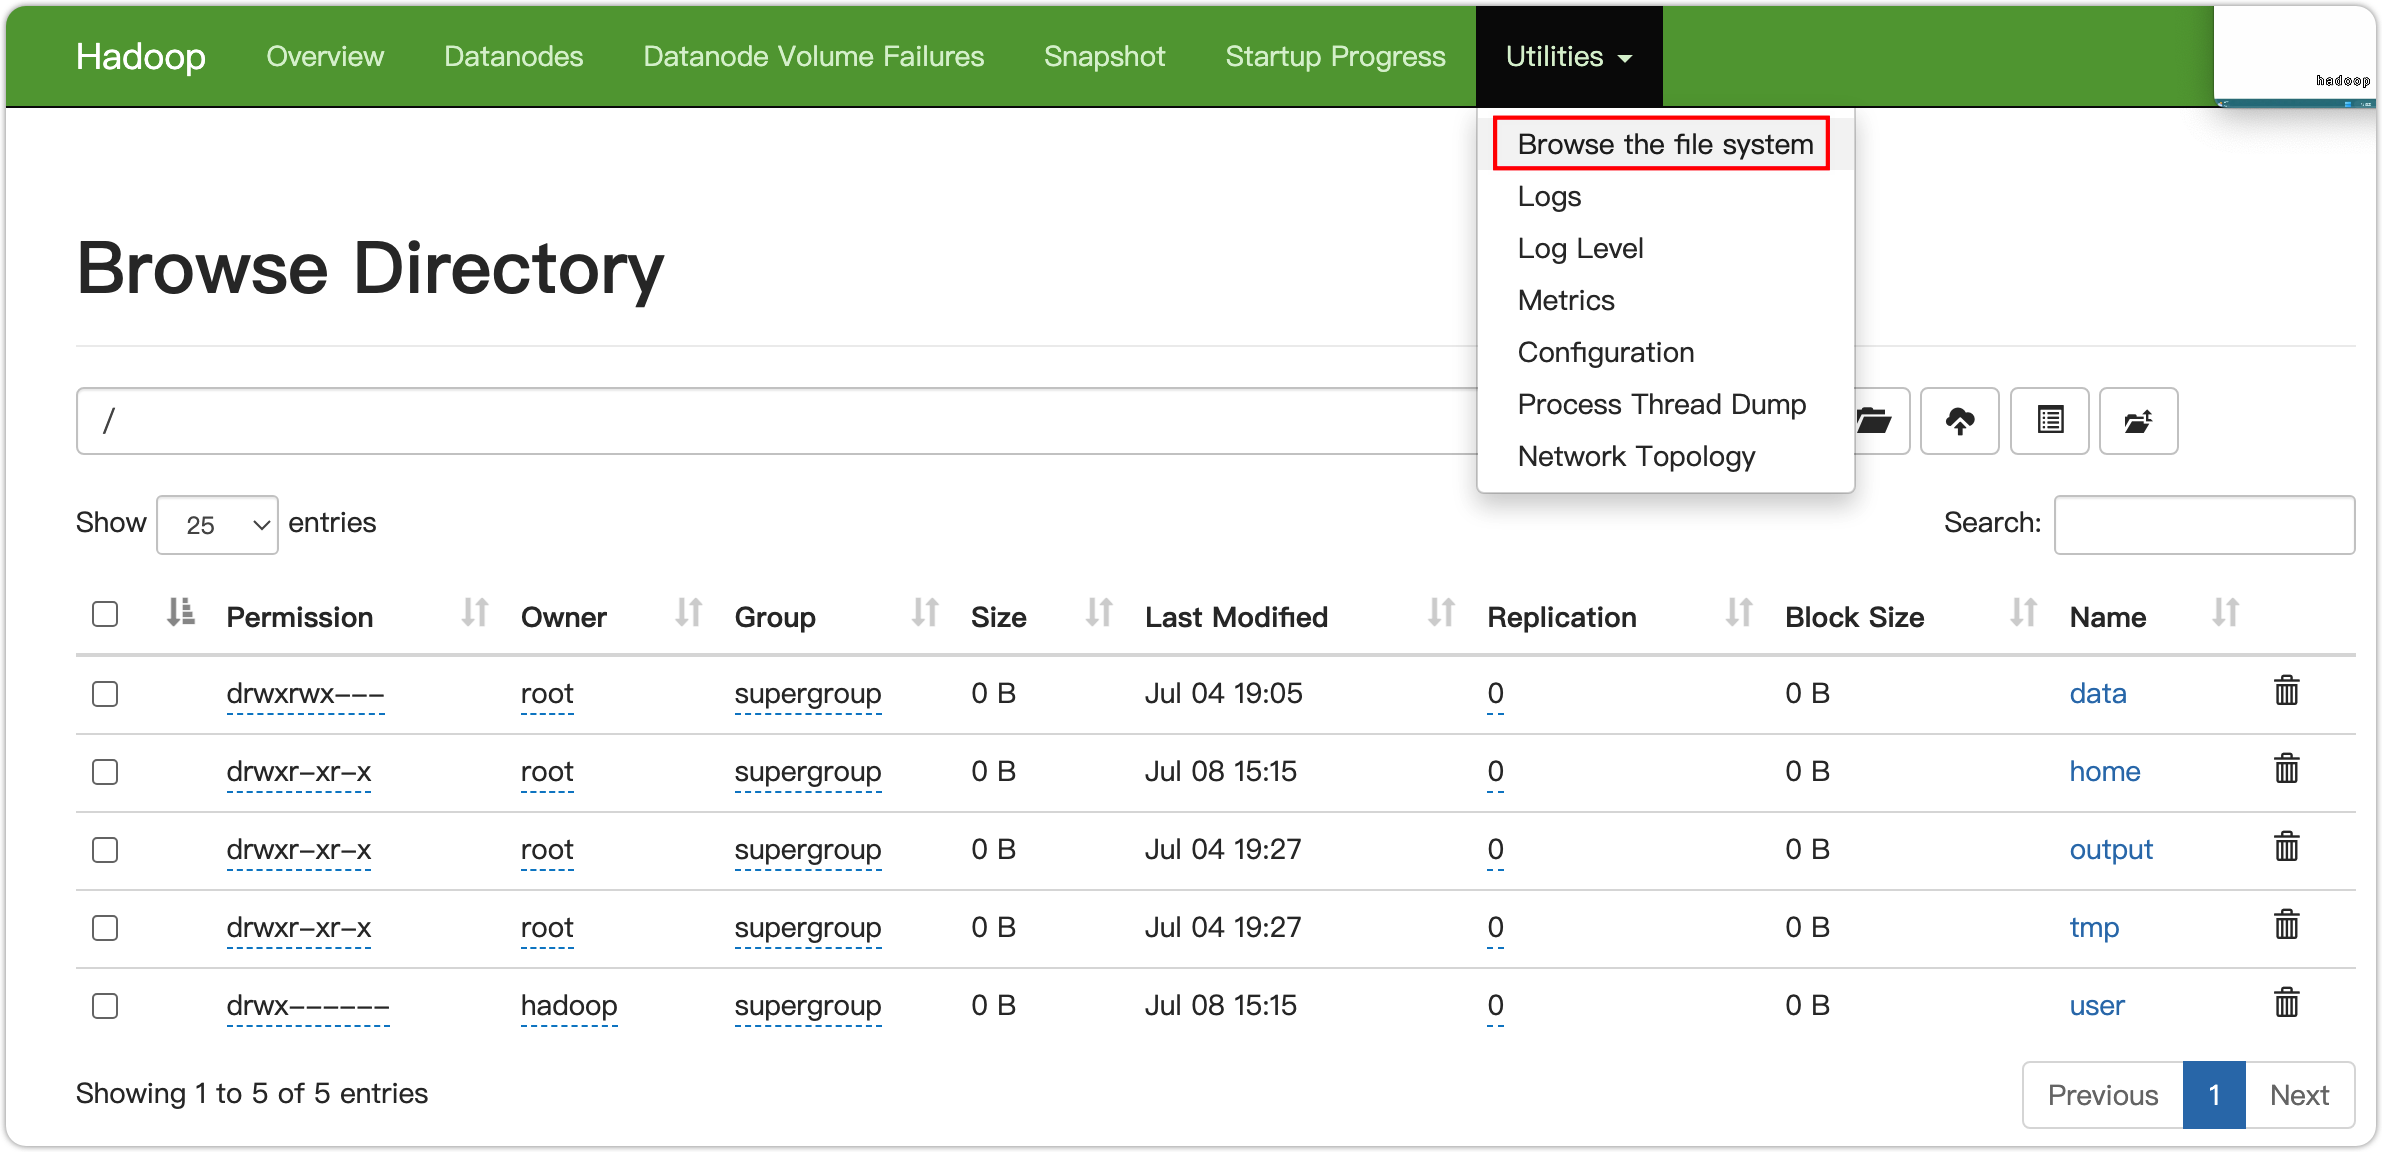 Hadoop Overview Datanodes Datanode Volume Failures Snapshot Startup Progress Utilities
hadoop
Browse the file system
Logs
Log Level
Metrics
Configuration
Process Thread Dump
Network Topology
Browse Directory
/
Show 25 entries Search:
Permission Owner Group Size Last Modified Replication Block Size Name
drwxrwx--- root supergroup 0 B Jul 04 19:05 0 0 B data
drwxr-xr-x root supergroup 0 B Jul 08 15:15 0 0 B home
drwxr-xr-x root supergroup 0 B Jul 04 19:27 0 0 B output
drwxr-xr-x root supergroup 0 B Jul 04 19:27 0 0 B tmp
drwx------ hadoop supergroup 0 B Jul 08 15:15 0 0 B user
Showing 1 to 5 of 5 entries Previous 1 Next